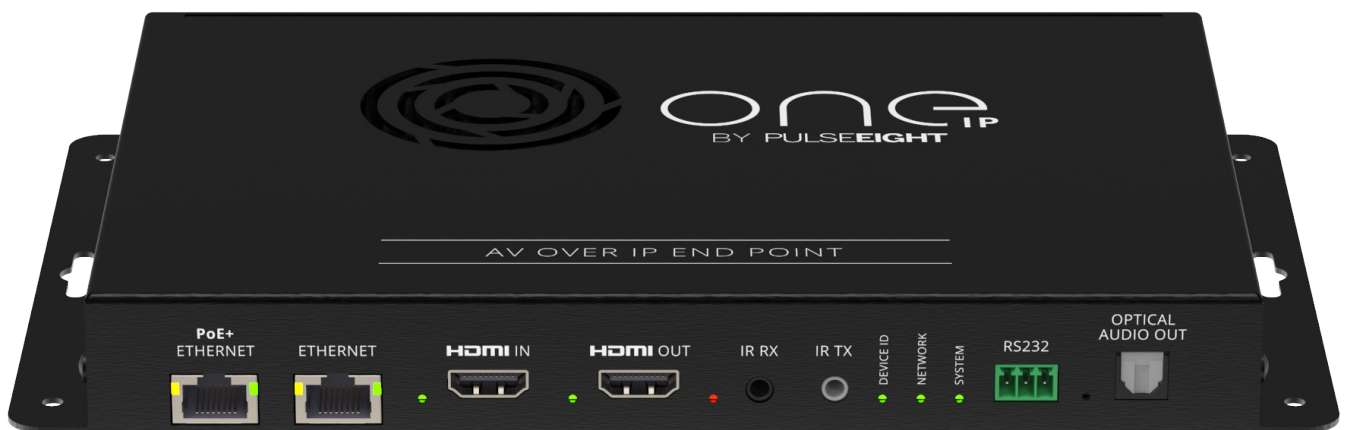 one IP
BY PULSEEIGHT
AV OVER IP END POINT
PoE+
ETHERNET
ETHERNET
HDMI IN
HDMI OUT
IR RX
IR TX
DEVICE ID
NETWORK
SYSTEM
RS232
OPTICAL
AUDIO OUT